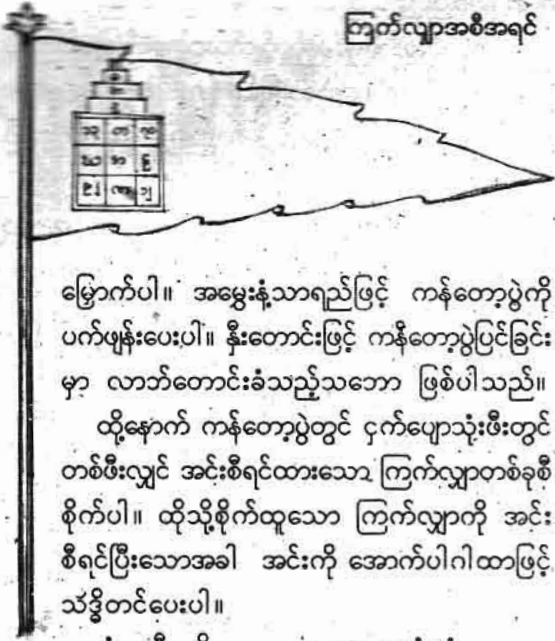 ကြက်လျှာအစီအရင်
မြှောက်ပါ။ အမွှေးနံ့သာရည်ဖြင့် ကန်တော့ပွဲကို
ပက်ဖျန်းပေးပါ။ နှီးတောင်းဖြင့် ကန်တော့ပွဲပြင်ခြင်း
မှာ လာဘ်တောင်းခံသည့်သဘော ဖြစ်ပါသည်။
ထို့နောက် ကန်တော့ပွဲတွင် ငှက်ပျောသုံးဖီးတွင်
တစ်ဖီးလျှင် အင်းစီရင်ထားသော ကြက်လျှာတစ်ခုစီ
စိုက်ပါ။ ထိုသို့စိုက်ထူသော ကြက်လျှာကို အင်း
စီရင်ပြီးသောအခါ အင်းကို အောက်ပါဂါထာဖြင့်
သိဒ္ဓိတင်ပေးပါ။